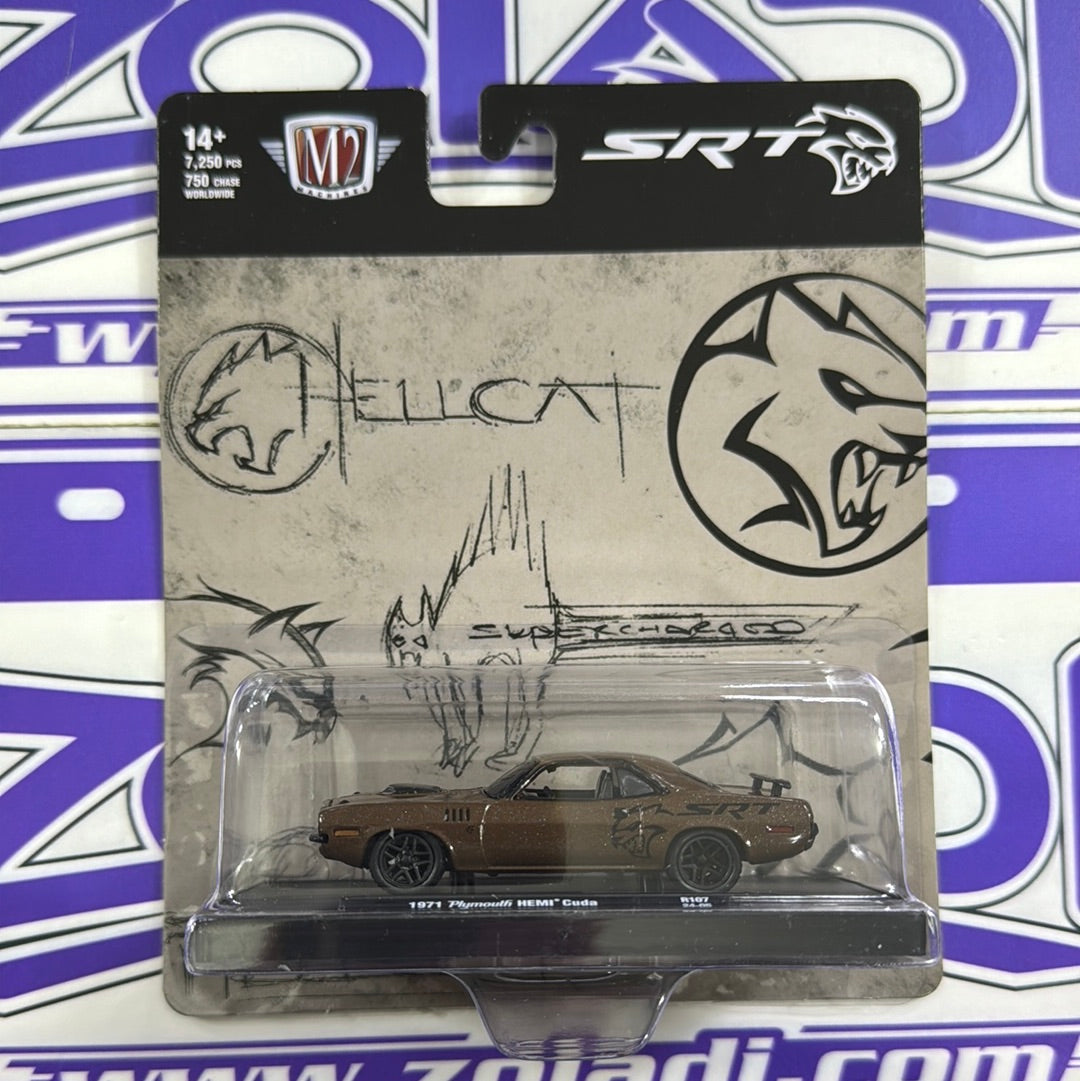 14+
7,250 PCS
750 CHASE
WORLDWIDE
M2
MACHINES
SRT
HELLCAT
SUPERCHARGED
SRT
1971 Plymouth HEMI® Cuda
R107
24-05
www.zoladi.com